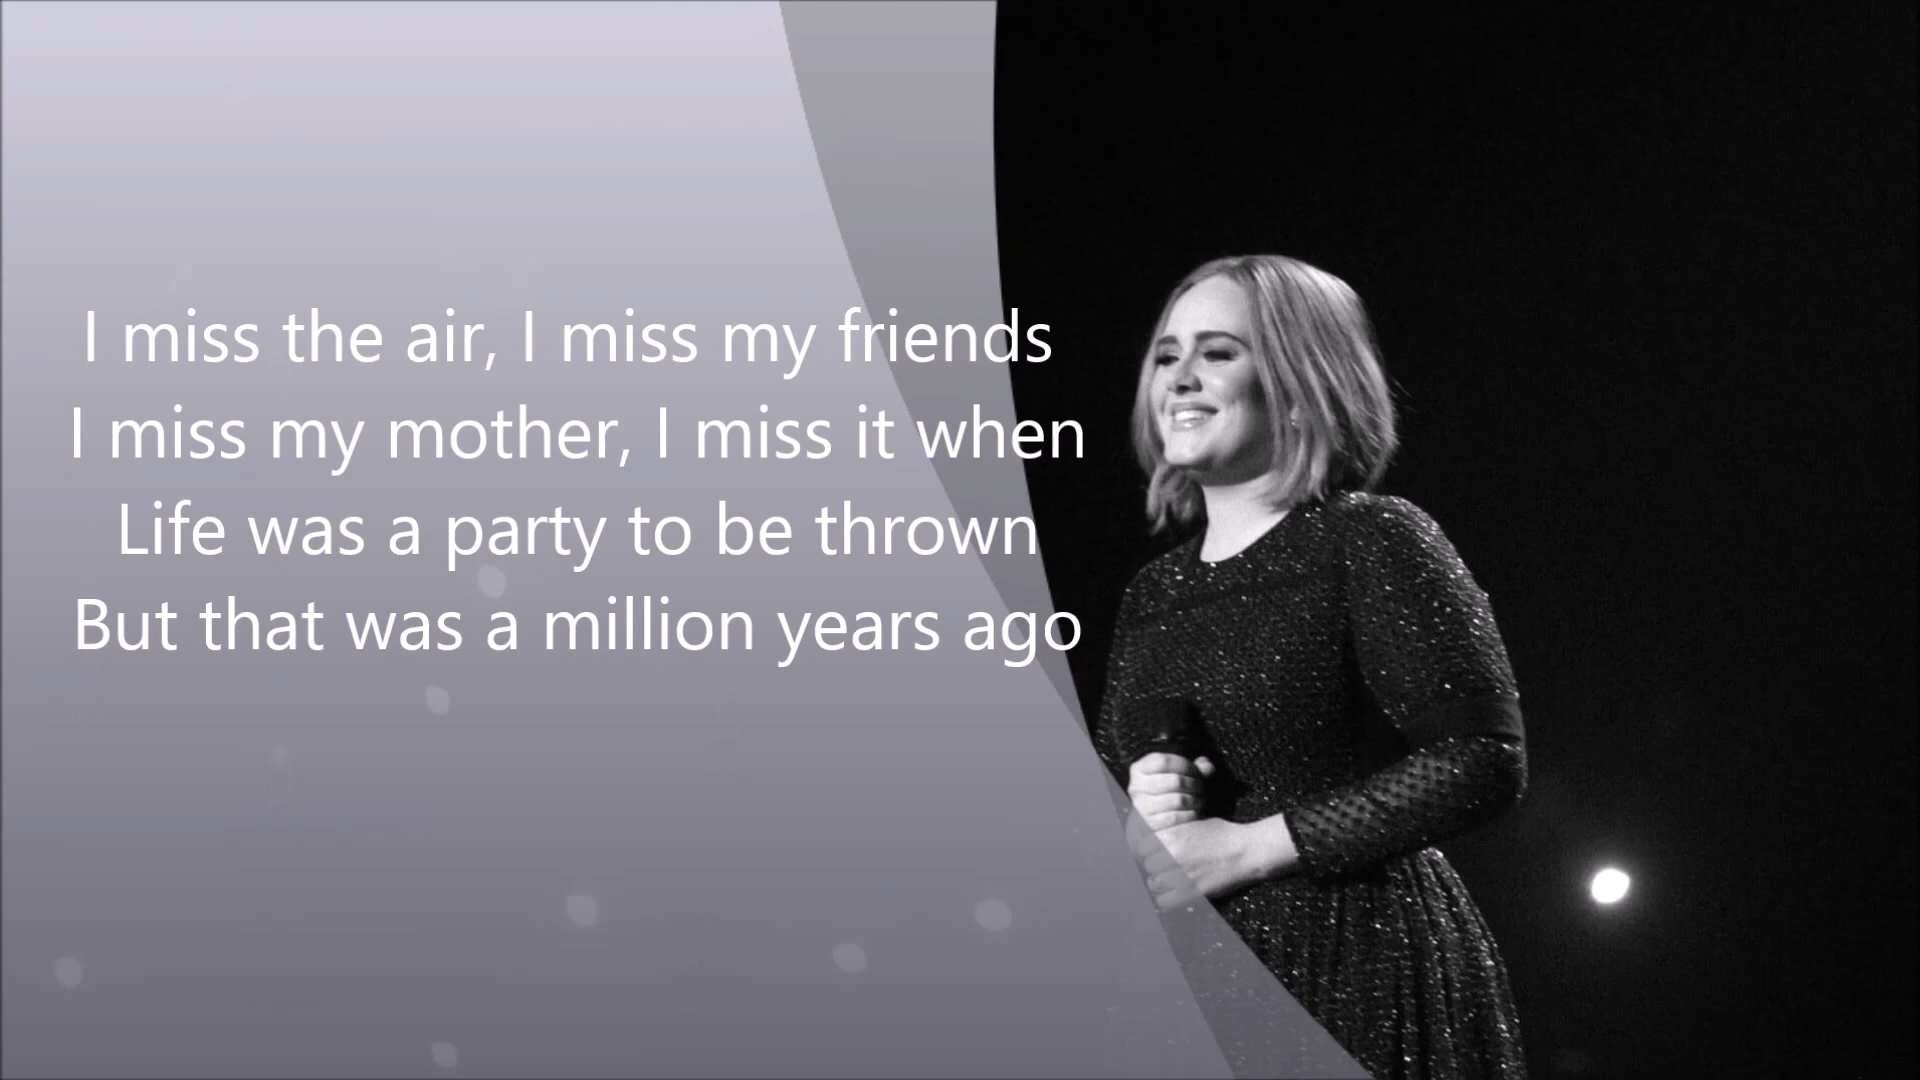 I miss the air, I miss my friends
I miss my mother, I miss it when
Life was a party to be thrown
But that was a million years ago